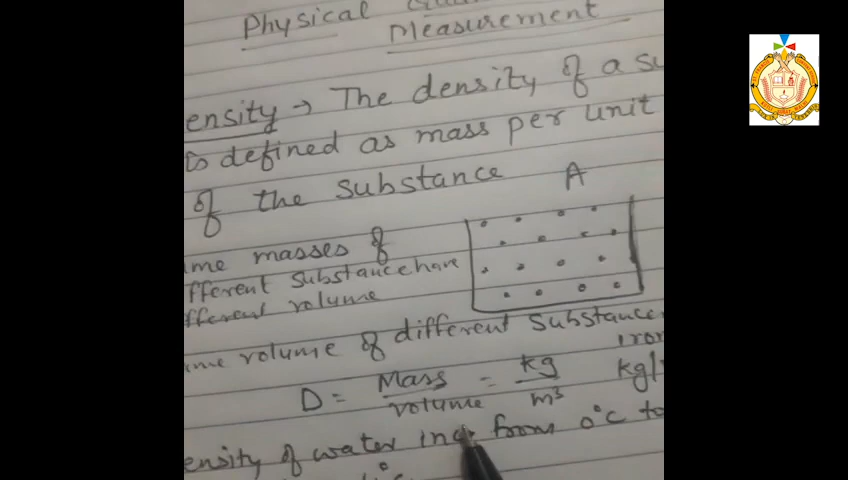 Physical
Measurement
ensity → The density of a su
is defined as mass per unit
of the substance
A
ame masses of
fferent substance have
fferent volume
ame volume of different substance
iron
D = Mass/volume = kg/m³ kg/
ensity of water inc. from 0°c to